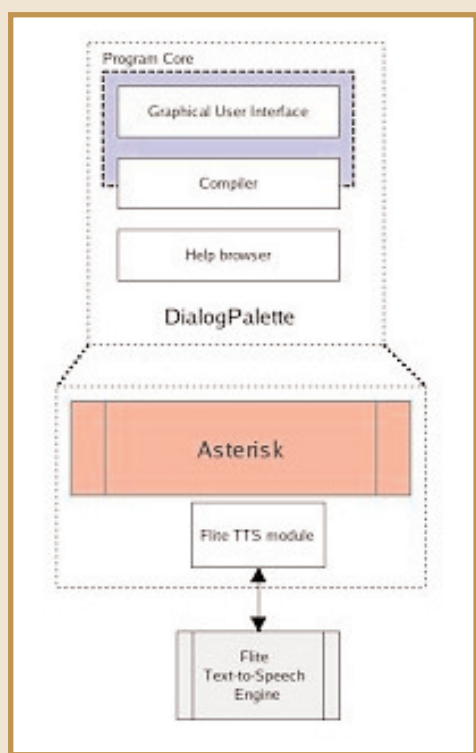 Program Core
Graphical User Interface
Compiler
Help browser
DialogPalette
Asterisk
Flite TTS module
Flite
Text-to-Speech
Engine